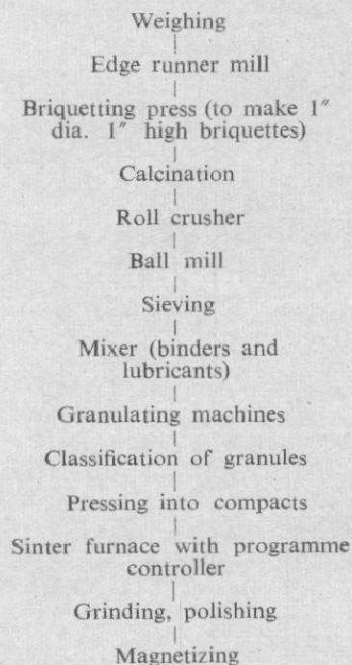 Weighing
Edge runner mill
Briquetting press (to make 1″
dia. 1″ high briquettes)
Calcination
Roll crusher
Ball mill
Sieving
Mixer (binders and
lubricants)
Granulating machines
Classification of granules
Pressing into compacts
Sinter furnace with programme
controller
Grinding, polishing
Magnetizing